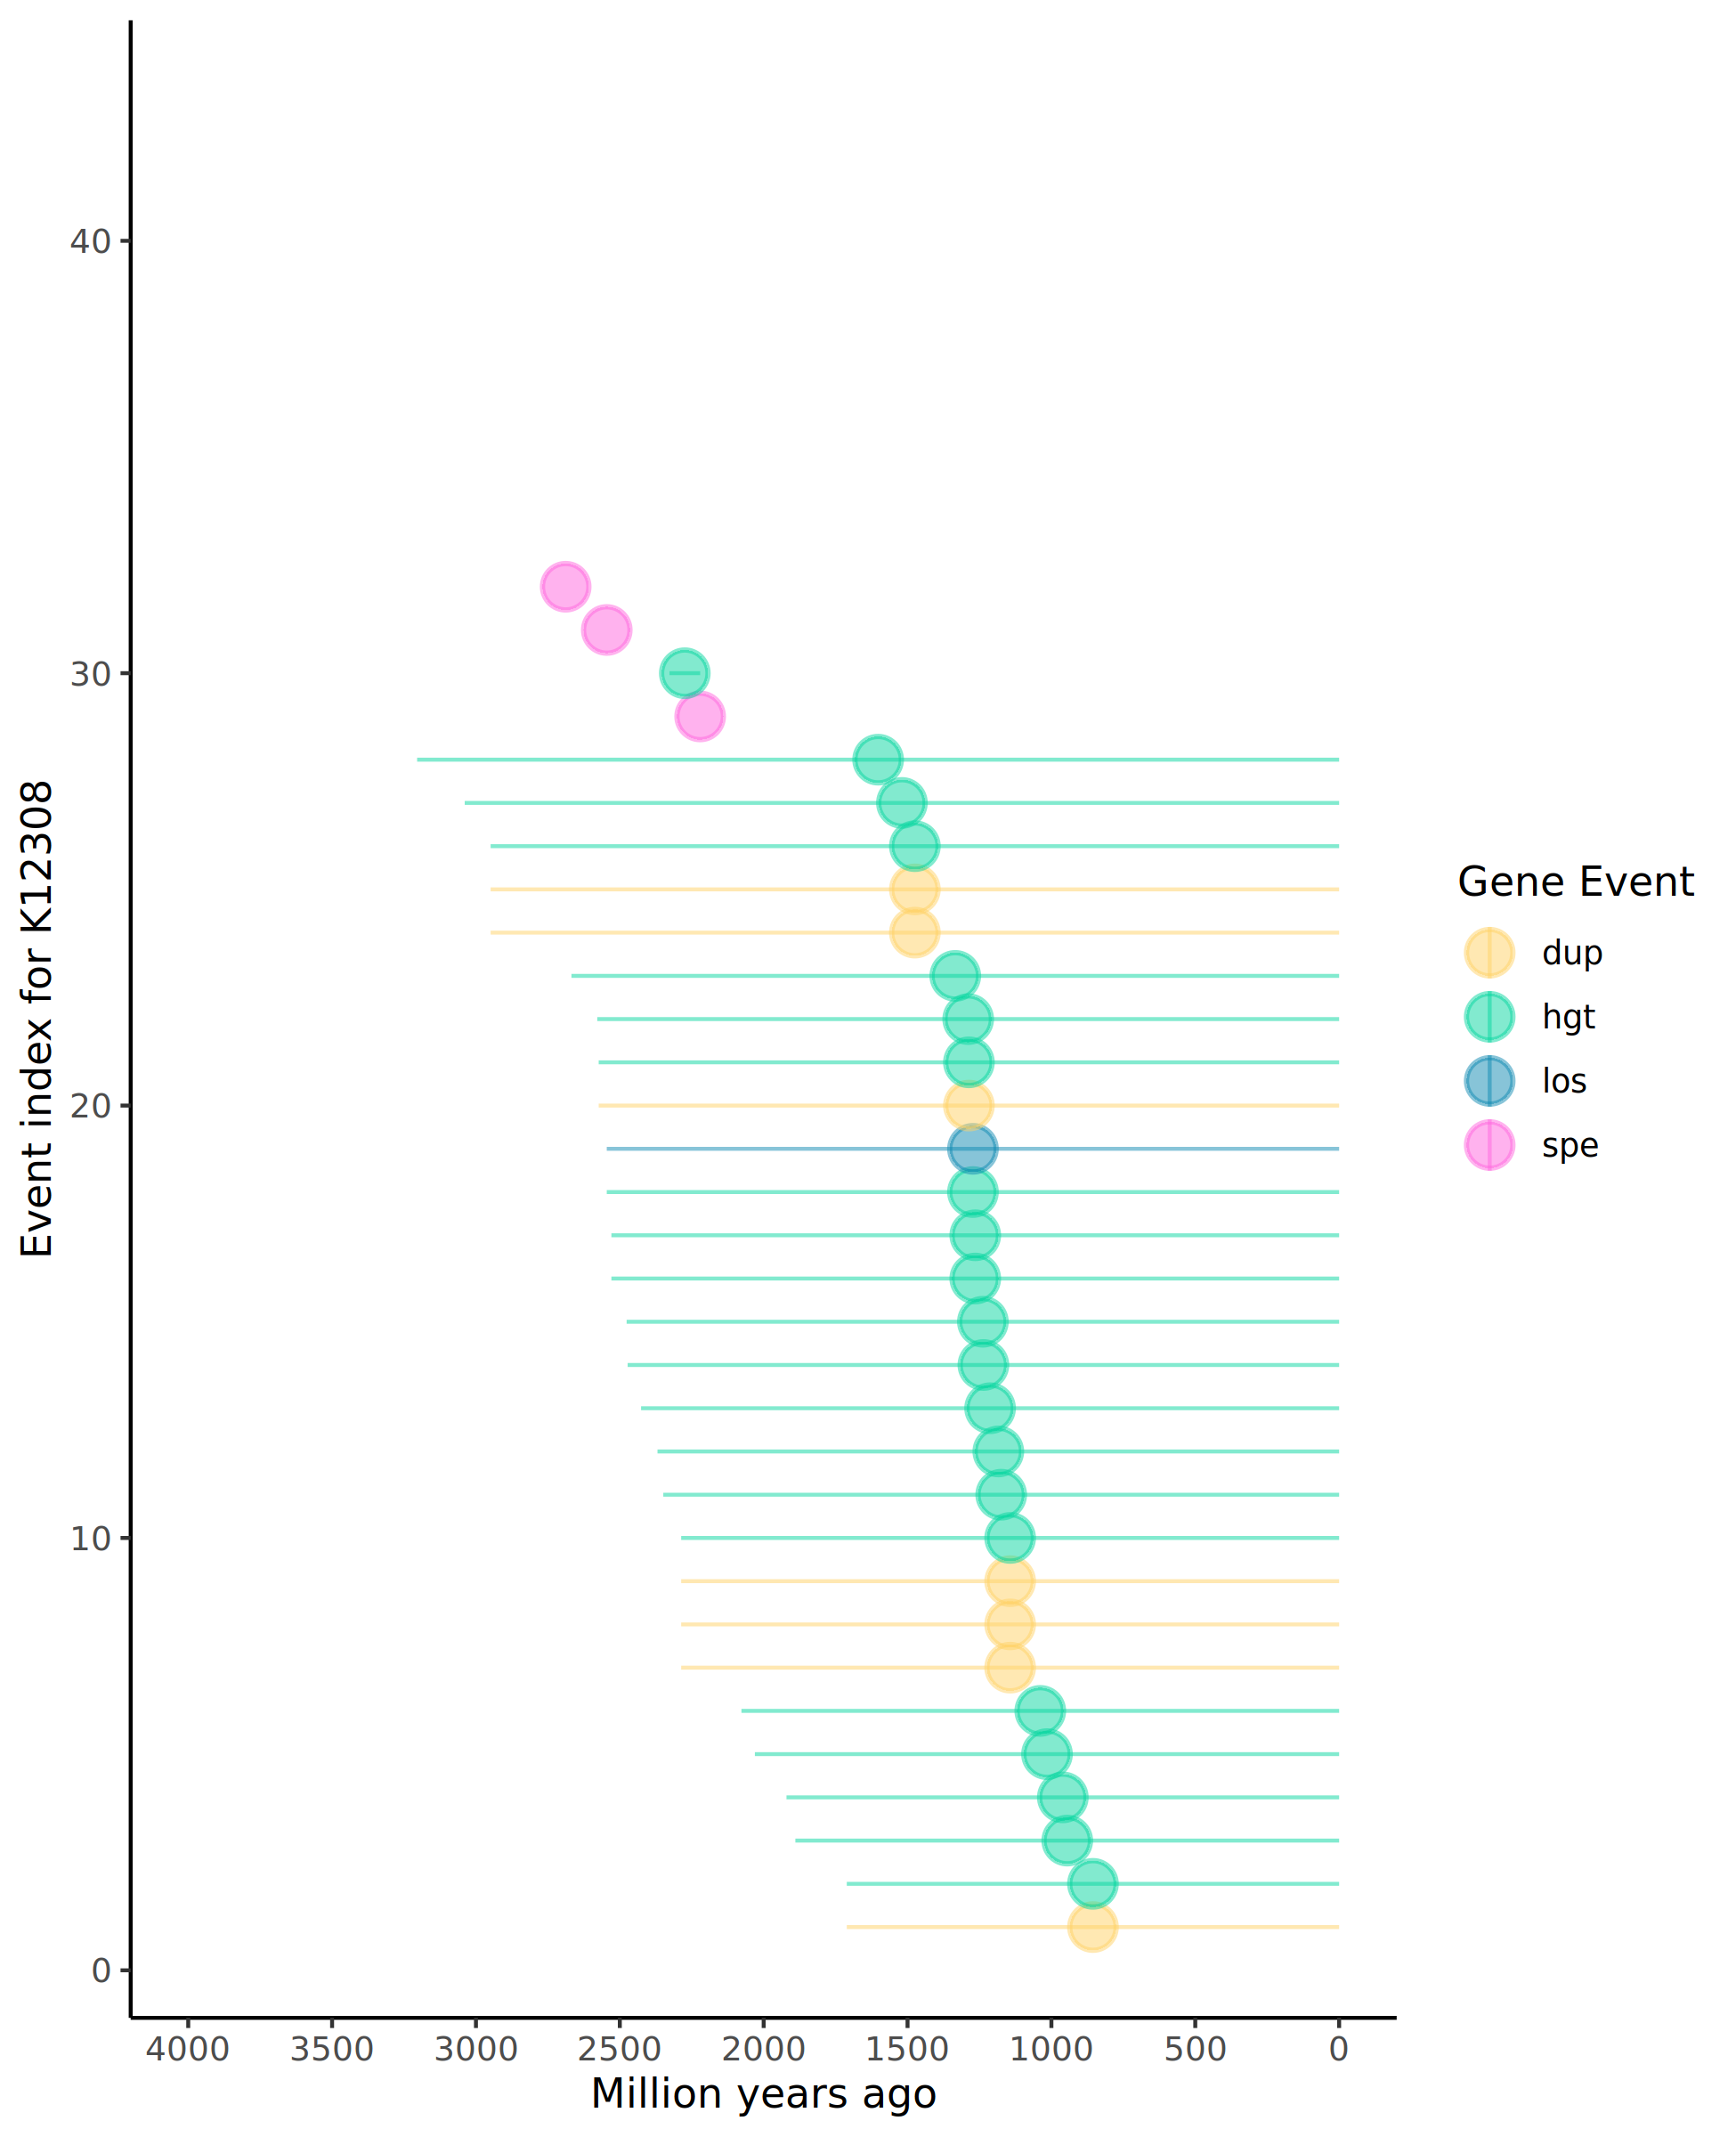 40
30
20
10
0
Event index for K12308
4000 3500 3000 2500 2000 1500 1000 500 0
Million years ago
Gene Event
dup
hgt
los
spe